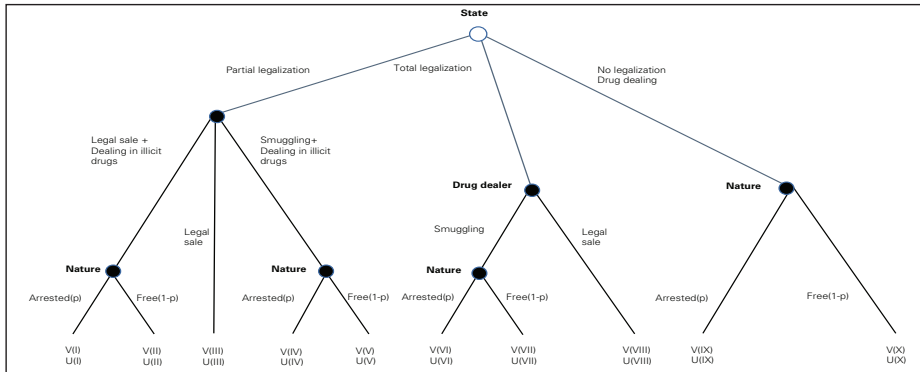 State
Partial legalization
Total legalization
No legalization
Drug dealing
Legal sale +
Dealing in illicit
drugs
Smuggling+
Dealing in illicit
drugs
Drug dealer
Nature
Smuggling
Legal
sale
Legal
sale
Nature
Nature
Nature
Arrested(p)
Free(1-p)
Arrested(p)
Free(1-p)
Arrested(p)
Free(1-p)
Arrested(p)
Free(1-p)
V(I)
U(I)
V(II)
U(II)
V(III)
U(III)
V(IV)
U(IV)
V(V)
U(V)
V(VI)
U(VI)
V(VII)
U(VII)
V(VIII)
U(VIII)
V(IX)
U(IX)
V(X)
U(X)